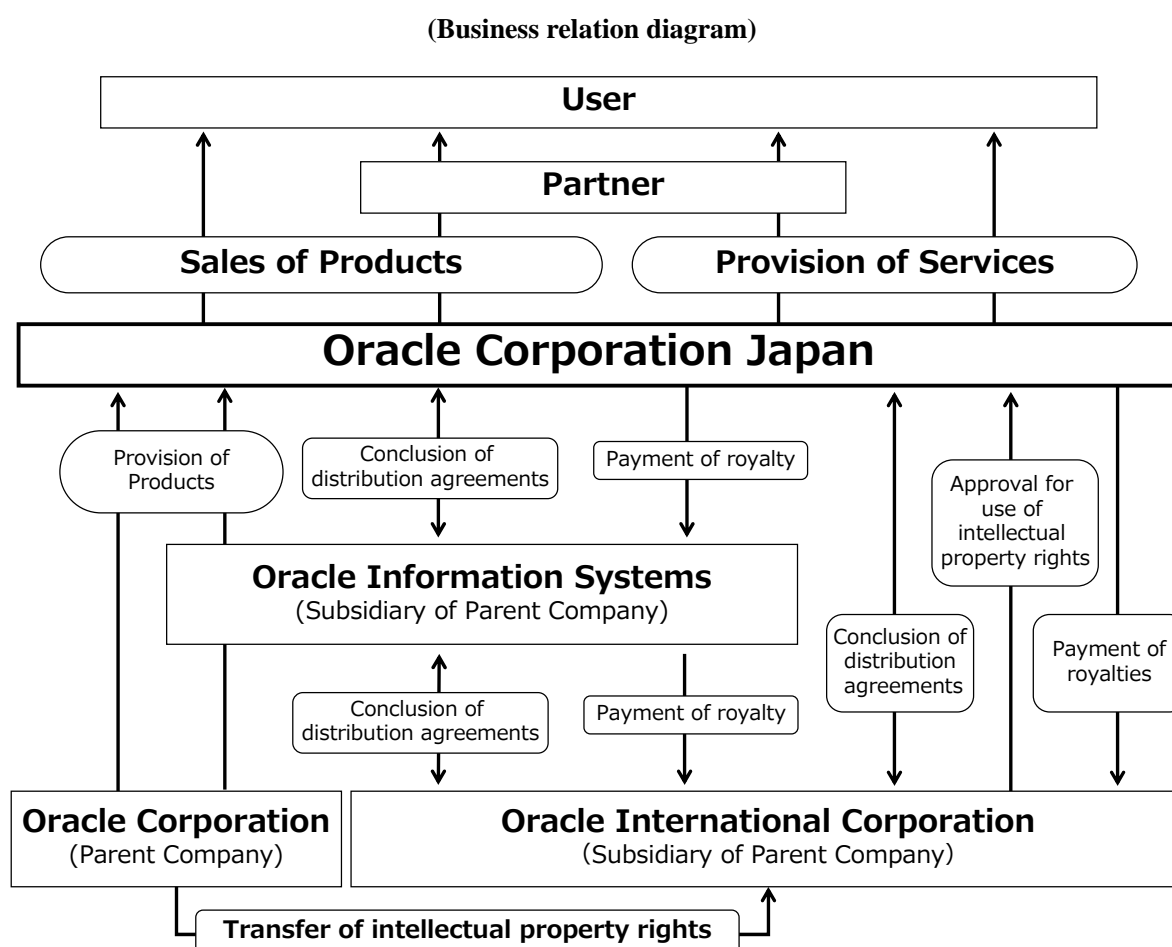 (Business relation diagram)
User
Partner
Sales of Products
Provision of Services
Oracle Corporation Japan
Provision of
Products
Conclusion of
distribution agreements
Payment of royalty
Approval for
use of
intellectual
property rights
Oracle Information Systems
(Subsidiary of Parent Company)
Conclusion of
distribution
agreements
Payment of
royalties
Conclusion of
distribution agreements
Payment of royalty
Oracle Corporation
(Parent Company)
Oracle International Corporation
(Subsidiary of Parent Company)
Transfer of intellectual property rights